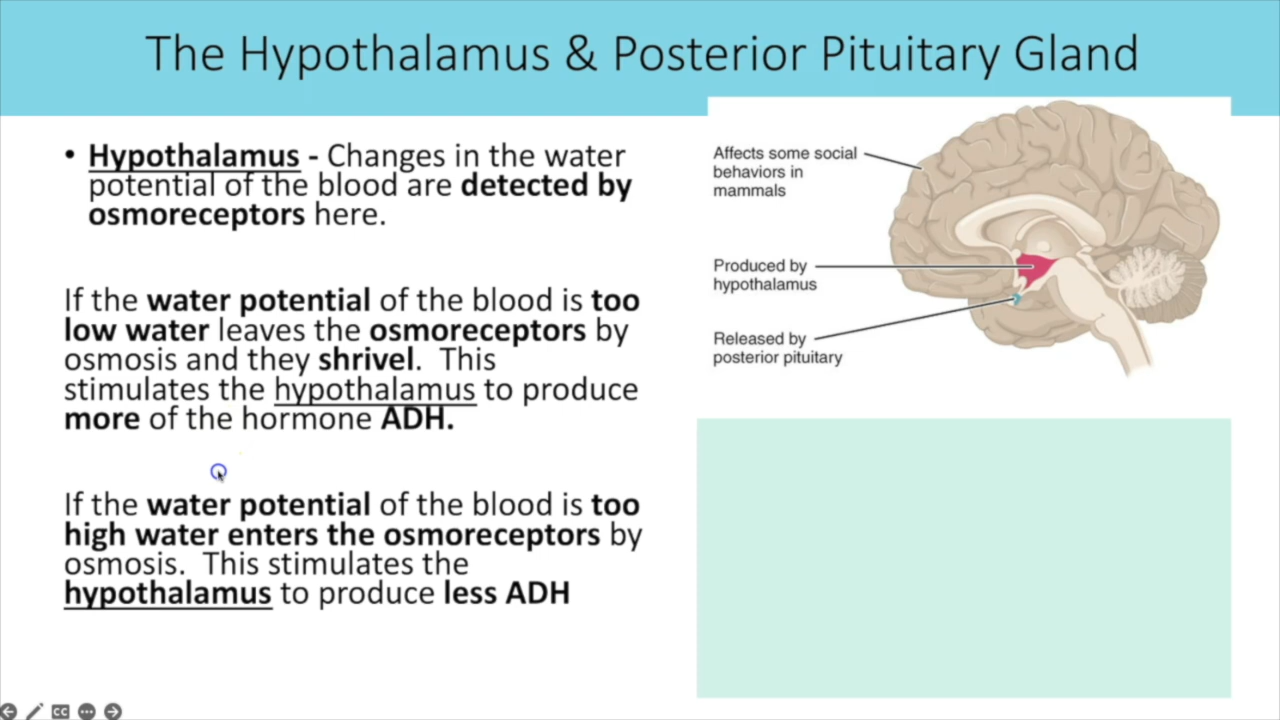 The Hypothalamus & Posterior Pituitary Gland
• Hypothalamus - Changes in the water
potential of the blood are detected by
osmoreceptors here.
If the water potential of the blood is too
low water leaves the osmoreceptors by
osmosis and they shrivel. This
stimulates the hypothalamus to produce
more of the hormone ADH.
If the water potential of the blood is too
high water enters the osmoreceptors by
osmosis. This stimulates the
hypothalamus to produce less ADH
Affects some social
behaviors in
mammals
Produced by
hypothalamus
Released by
posterior pituitary
CC